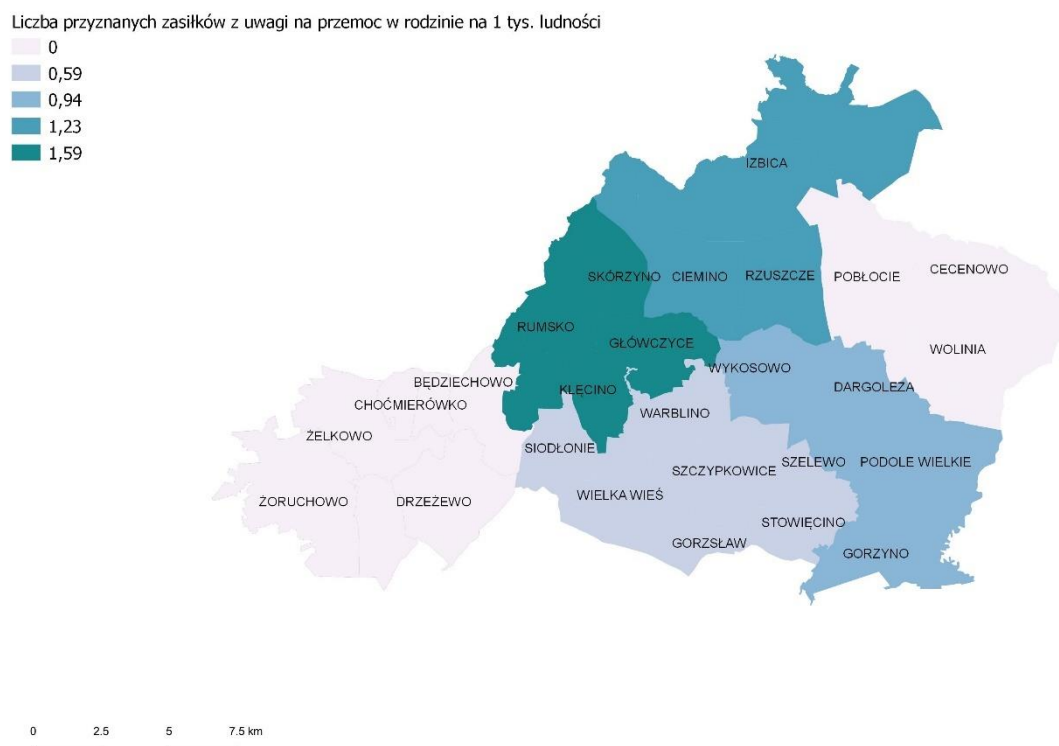 Liczba przyznanych zasiłków z uwagi na przemoc w rodzinie na 1 tys. ludności
0
0,59
0,94
1,23
1,59
IZBICA
SKÓRZYNO
CIEMINO
RZUSZCZE
POBŁOCIE
CECENOWO
RUMSKO
GŁÓWCZYCE
WOLINIA
WYKOSOWO
BĘDZIECHOWO
KLĘCINO
DARGOLEZA
CHOĆMIERÓWKO
WARBLINO
ŻELKOWO
SIODŁONIE
SZCZYPKOWICE
SZELEWO
PODOLE WIELKIE
ŻORUCHOWO
DRZEŻEWO
WIELKA WIEŚ
STOWIĘCINO
GORZSŁAW
GORZYNO
0 2.5 5 7.5 km